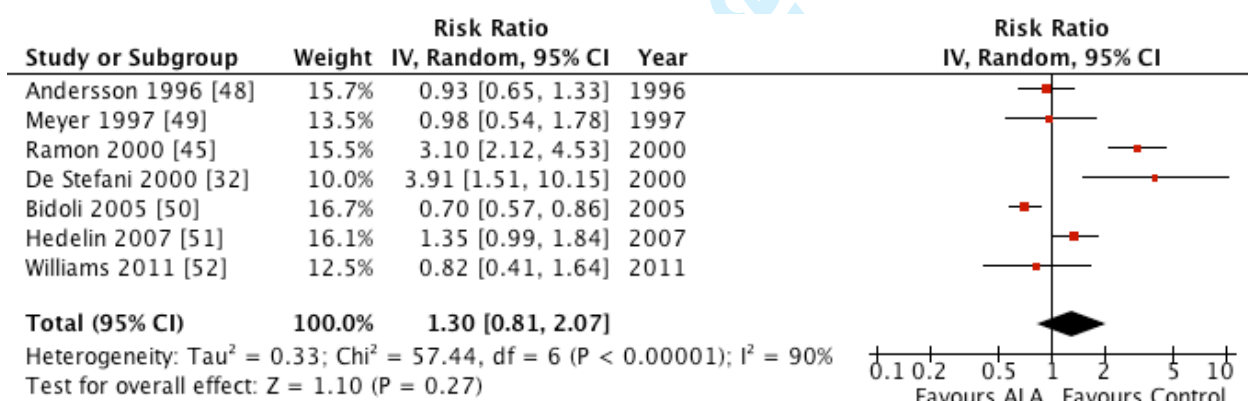 Risk Ratio Risk Ratio
Study or Subgroup Weight IV, Random, 95% CI Year IV, Random, 95% CI
Andersson 1996 [48] 15.7% 0.93 [0.65, 1.33] 1996
Meyer 1997 [49] 13.5% 0.98 [0.54, 1.78] 1997
Ramon 2000 [45] 15.5% 3.10 [2.12, 4.53] 2000
De Stefani 2000 [32] 10.0% 3.91 [1.51, 10.15] 2000
Bidoli 2005 [50] 16.7% 0.70 [0.57, 0.86] 2005
Hedelin 2007 [51] 16.1% 1.35 [0.99, 1.84] 2007
Williams 2011 [52] 12.5% 0.82 [0.41, 1.64] 2011
Total (95% CI) 100.0% 1.30 [0.81, 2.07]
Heterogeneity: Tau² = 0.33; Chi² = 57.44, df = 6 (P < 0.00001); I² = 90%
0.1 0.2 0.5 1 2 5 10
Test for overall effect: Z = 1.10 (P = 0.27)
Favours ALA Favours Control